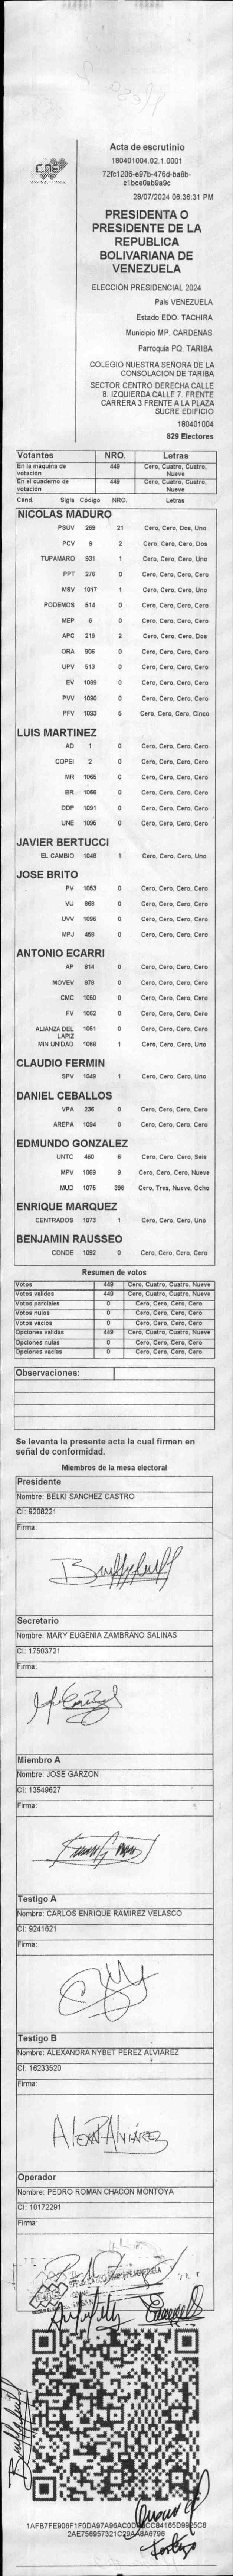 CNE
Acta de escrutinio
180401004.02.1.0001
72fc1206-e97b-476d-ba8b-
c1bce0ab9a9c
28/07/2024 06:36:31 PM
PRESIDENTA O
PRESIDENTE DE LA
REPUBLICA
BOLIVARIANA DE
VENEZUELA
ELECCIÓN PRESIDENCIAL 2024
País VENEZUELA
Estado EDO. TACHIRA
Municipio MP. CARDENAS
Parroquia PQ. TARIBA
COLEGIO NUESTRA SENORA DE LA
CONSOLACION DE TARIBA
SECTOR CENTRO DERECHA CALLE
8. IZQUIERDA CALLE 7. FRENTE
CARRERA 3 FRENTE A LA PLAZA
SUCRE EDIFICIO
180401004
829 Electores
Votantes NRO. Letras
En la máquina de votación 449 Cero, Cuatro, Cuatro, Nueve
En el cuaderno de votación 449 Cero, Cuatro, Cuatro, Nueve
Cand. Sigla Código NRO. Letras
NICOLAS MADURO
PSUV 269 21 Cero, Cero, Dos, Uno
PCV 9 2 Cero, Cero, Cero, Dos
TUPAMARO 931 1 Cero, Cero, Cero, Uno
PPT 276 0 Cero, Cero, Cero, Cero
MSV 1017 1 Cero, Cero, Cero, Uno
PODEMOS 514 0 Cero, Cero, Cero, Cero
MEP 6 0 Cero, Cero, Cero, Cero
APC 219 2 Cero, Cero, Cero, Dos
ORA 906 0 Cero, Cero, Cero, Cero
UPV 513 0 Cero, Cero, Cero, Cero
EV 1089 0 Cero, Cero, Cero, Cero
PVV 1090 0 Cero, Cero, Cero, Cero
PFV 1093 5 Cero, Cero, Cero, Cinco
LUIS MARTINEZ
AD 1 0 Cero, Cero, Cero, Cero
COPEI 2 0 Cero, Cero, Cero, Cero
MR 1055 0 Cero, Cero, Cero, Cero
BR 1066 0 Cero, Cero, Cero, Cero
DDP 1091 0 Cero, Cero, Cero, Cero
UNE 1095 0 Cero, Cero, Cero, Cero
JAVIER BERTUCCI
EL CAMBIO 1048 1 Cero, Cero, Cero, Uno
JOSE BRITO
PV 1053 0 Cero, Cero, Cero, Cero
VU 868 0 Cero, Cero, Cero, Cero
UVV 1096 0 Cero, Cero, Cero, Cero
MPJ 459 0 Cero, Cero, Cero, Cero
ANTONIO ECARRI
AP 814 0 Cero, Cero, Cero, Cero
MOVEV 978 0 Cero, Cero, Cero, Cero
CMC 1050 0 Cero, Cero, Cero, Cero
FV 1062 0 Cero, Cero, Cero, Cero
ALIANZA DEL LAPIZ 1051 0 Cero, Cero, Cero, Cero
MIN UNIDAD 1068 1 Cero, Cero, Cero, Uno
CLAUDIO FERMIN
SPV 1049 1 Cero, Cero, Cero, Uno
DANIEL CEBALLOS
VPA 236 0 Cero, Cero, Cero, Cero
AREPA 1094 0 Cero, Cero, Cero, Cero
EDMUNDO GONZALEZ
UNTC 460 6 Cero, Cero, Cero, Seis
MPV 1069 9 Cero, Cero, Cero, Nueve
MUD 1075 398 Cero, Tres, Nueve, Ocho
ENRIQUE MARQUEZ
CENTRADOS 1073 1 Cero, Cero, Cero, Uno
BENJAMIN RAUSSEO
CONDE 1092 0 Cero, Cero, Cero, Cero
Resumen de votos
Votos 449 Cero, Cuatro, Cuatro, Nueve
Votos validos 449 Cero, Cuatro, Cuatro, Nueve
Votos parciales 0 Cero, Cero, Cero, Cero
Votos nulos 0 Cero, Cero, Cero, Cero
Votos vacios 0 Cero, Cero, Cero, Cero
Opciones validas 449 Cero, Cuatro, Cuatro, Nueve
Opciones nulas 0 Cero, Cero, Cero, Cero
Opciones vacias 0 Cero, Cero, Cero, Cero
Observaciones:
Se levanta la presente acta la cual firman en
señal de conformidad.
Miembros de la mesa electoral
Presidente
Nombre: BELKI SANCHEZ CASTRO
CI: 9208221
Firma:
Secretario
Nombre: MARY EUGENIA ZAMBRANO SALINAS
CI: 17503721
Firma:
Miembro A
Nombre: JOSE GARZON
CI: 13549627
Firma:
Testigo A
Nombre: CARLOS ENRIQUE RAMIREZ VELASCO
CI: 9241621
Firma:
Testigo B
Nombre: ALEXANDRA NYBET PEREZ ALVIAREZ
CI: 16233520
Firma:
Operador
Nombre: PEDRO ROMAN CHACON MONTOYA
CI: 10172291
Firma: